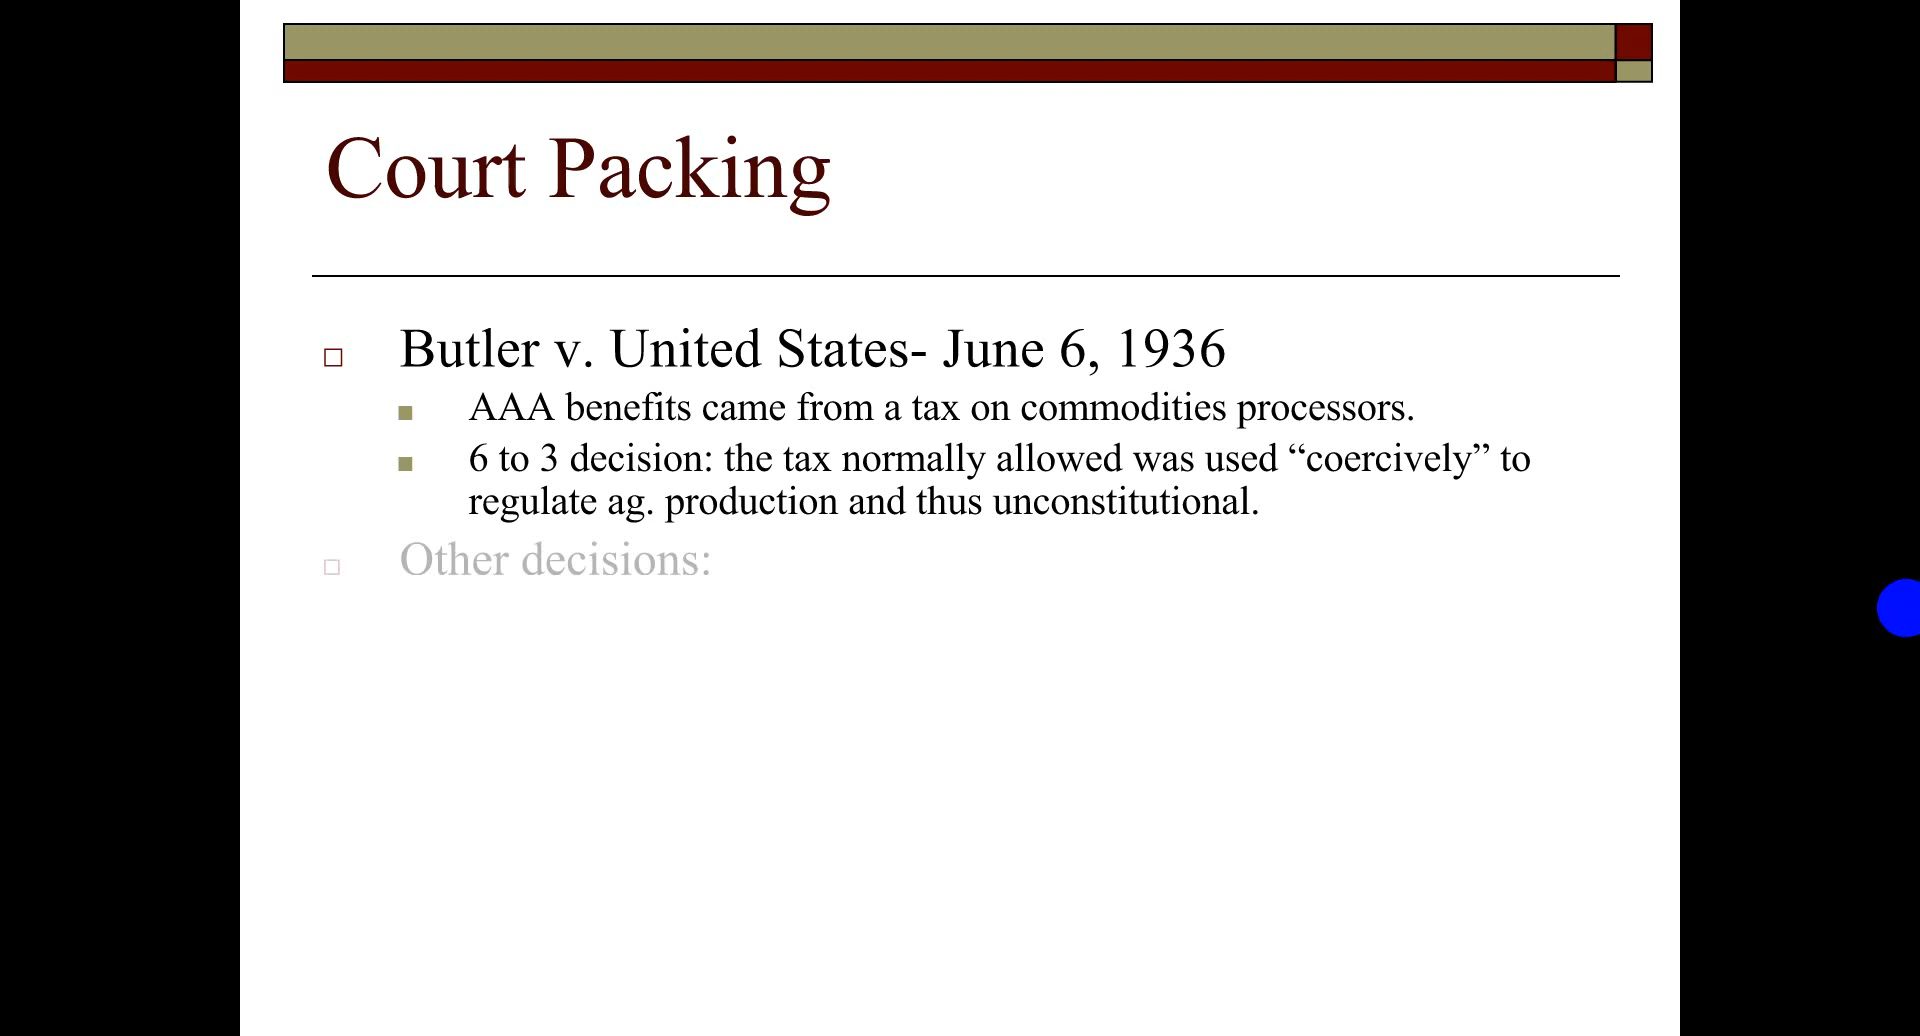 Court Packing
Butler v. United States- June 6, 1936
AAA benefits came from a tax on commodities processors.
6 to 3 decision: the tax normally allowed was used “coercively” to
regulate ag. production and thus unconstitutional.
Other decisions: